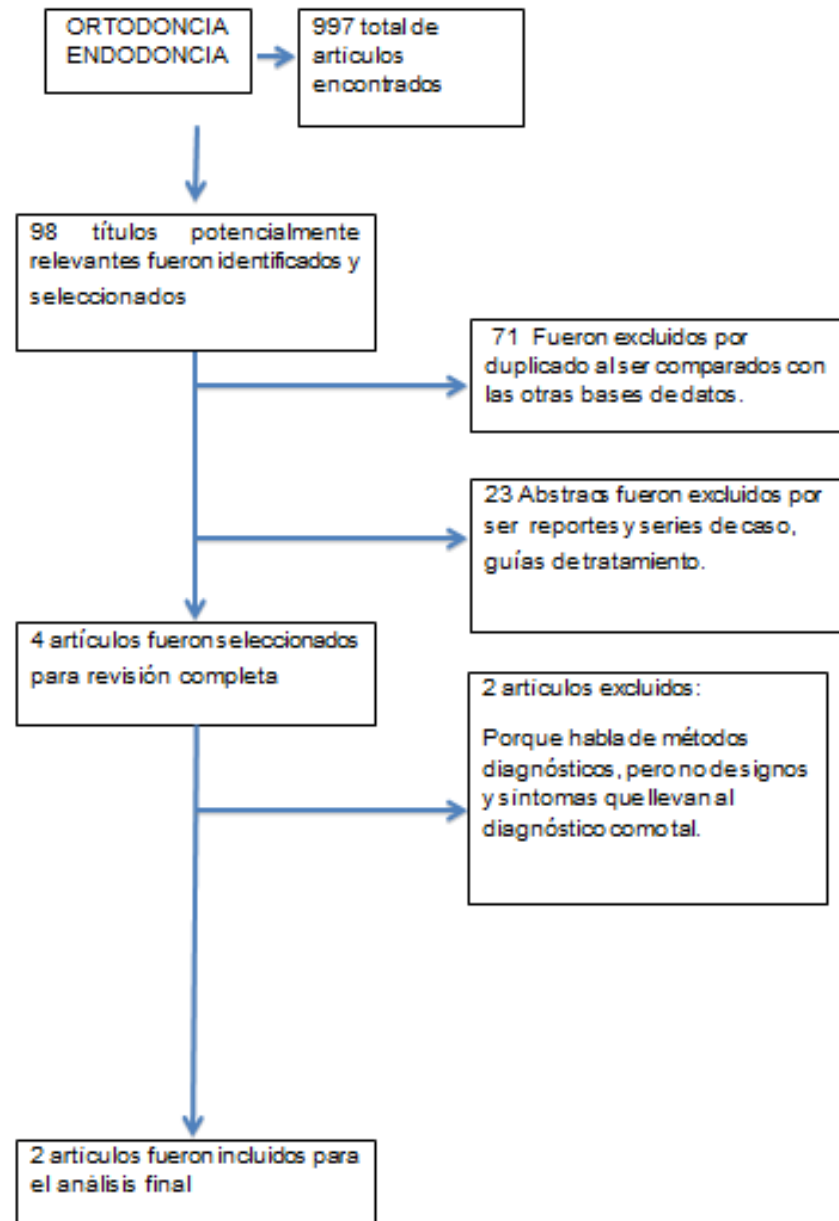 ORTODONCIA
ENDODONCIA
997 total de
artículos
encontrados
98 títulos potencialmente
relevantes fueron identificados y
seleccionados
71 Fueron excluidos por
duplicado al ser comparados con
las otras bases de datos.
23 Abstracs fueron excluidos por
ser reportes y series de caso,
guías de tratamiento.
4 artículos fueron seleccionados
para revisión completa
2 artículos excluidos:
Porque habla de métodos
diagnósticos, pero no de signos
y síntomas que llevan al
diagnóstico como tal.
2 artículos fueron incluidos para
el análisis final